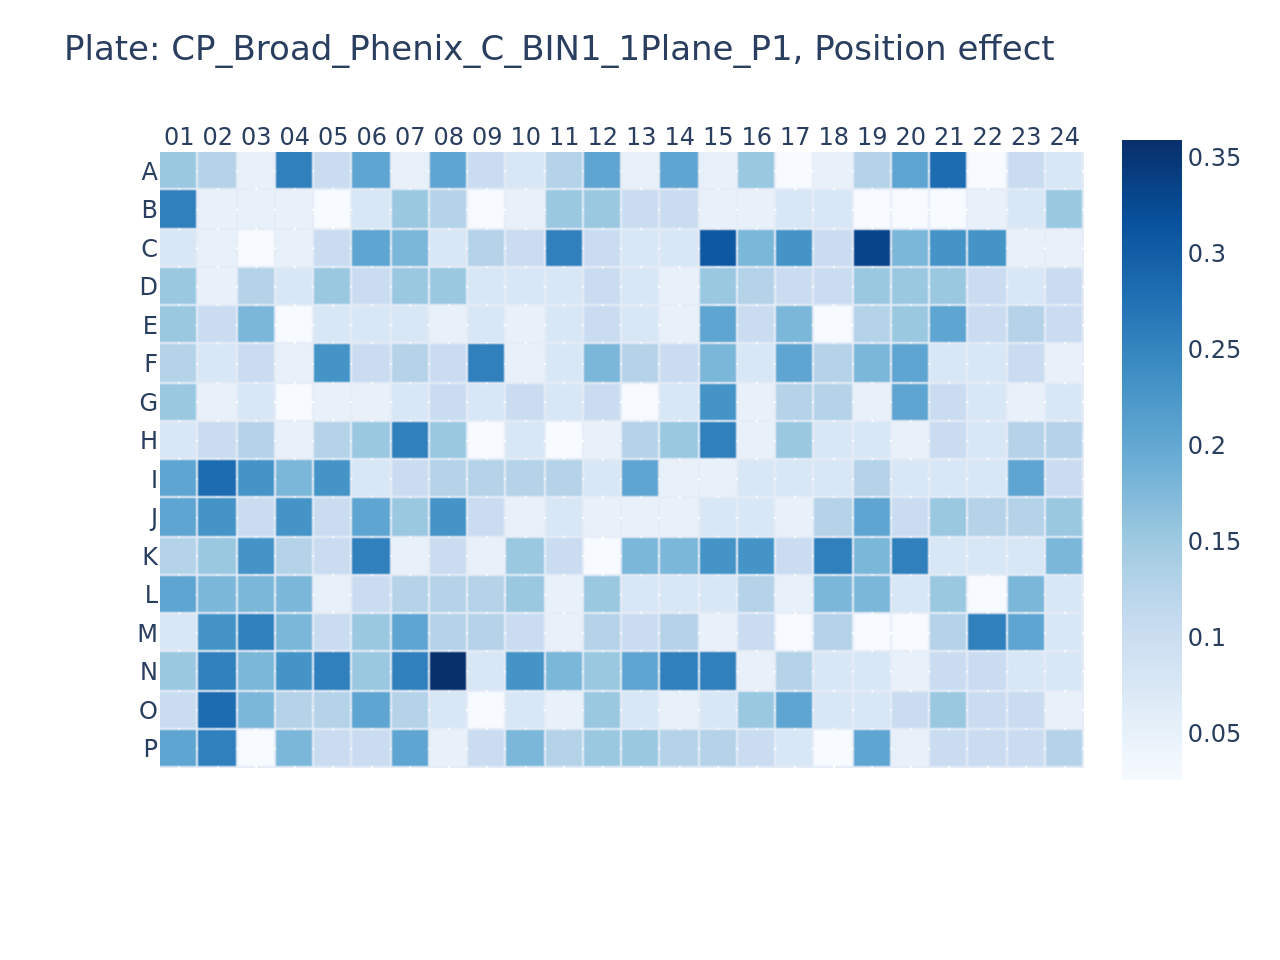 Plate: CP_Broad_Phenix_C_BIN1_1Plane_P1, Position effect
01 02 03 04 05 06 07 08 09 10 11 12 13 14 15 16 17 18 19 20 21 22 23 24
A
B
C
D
E
F
G
H
I
J
K
L
M
N
O
P
0.35
0.3
0.25
0.2
0.15
0.1
0.05